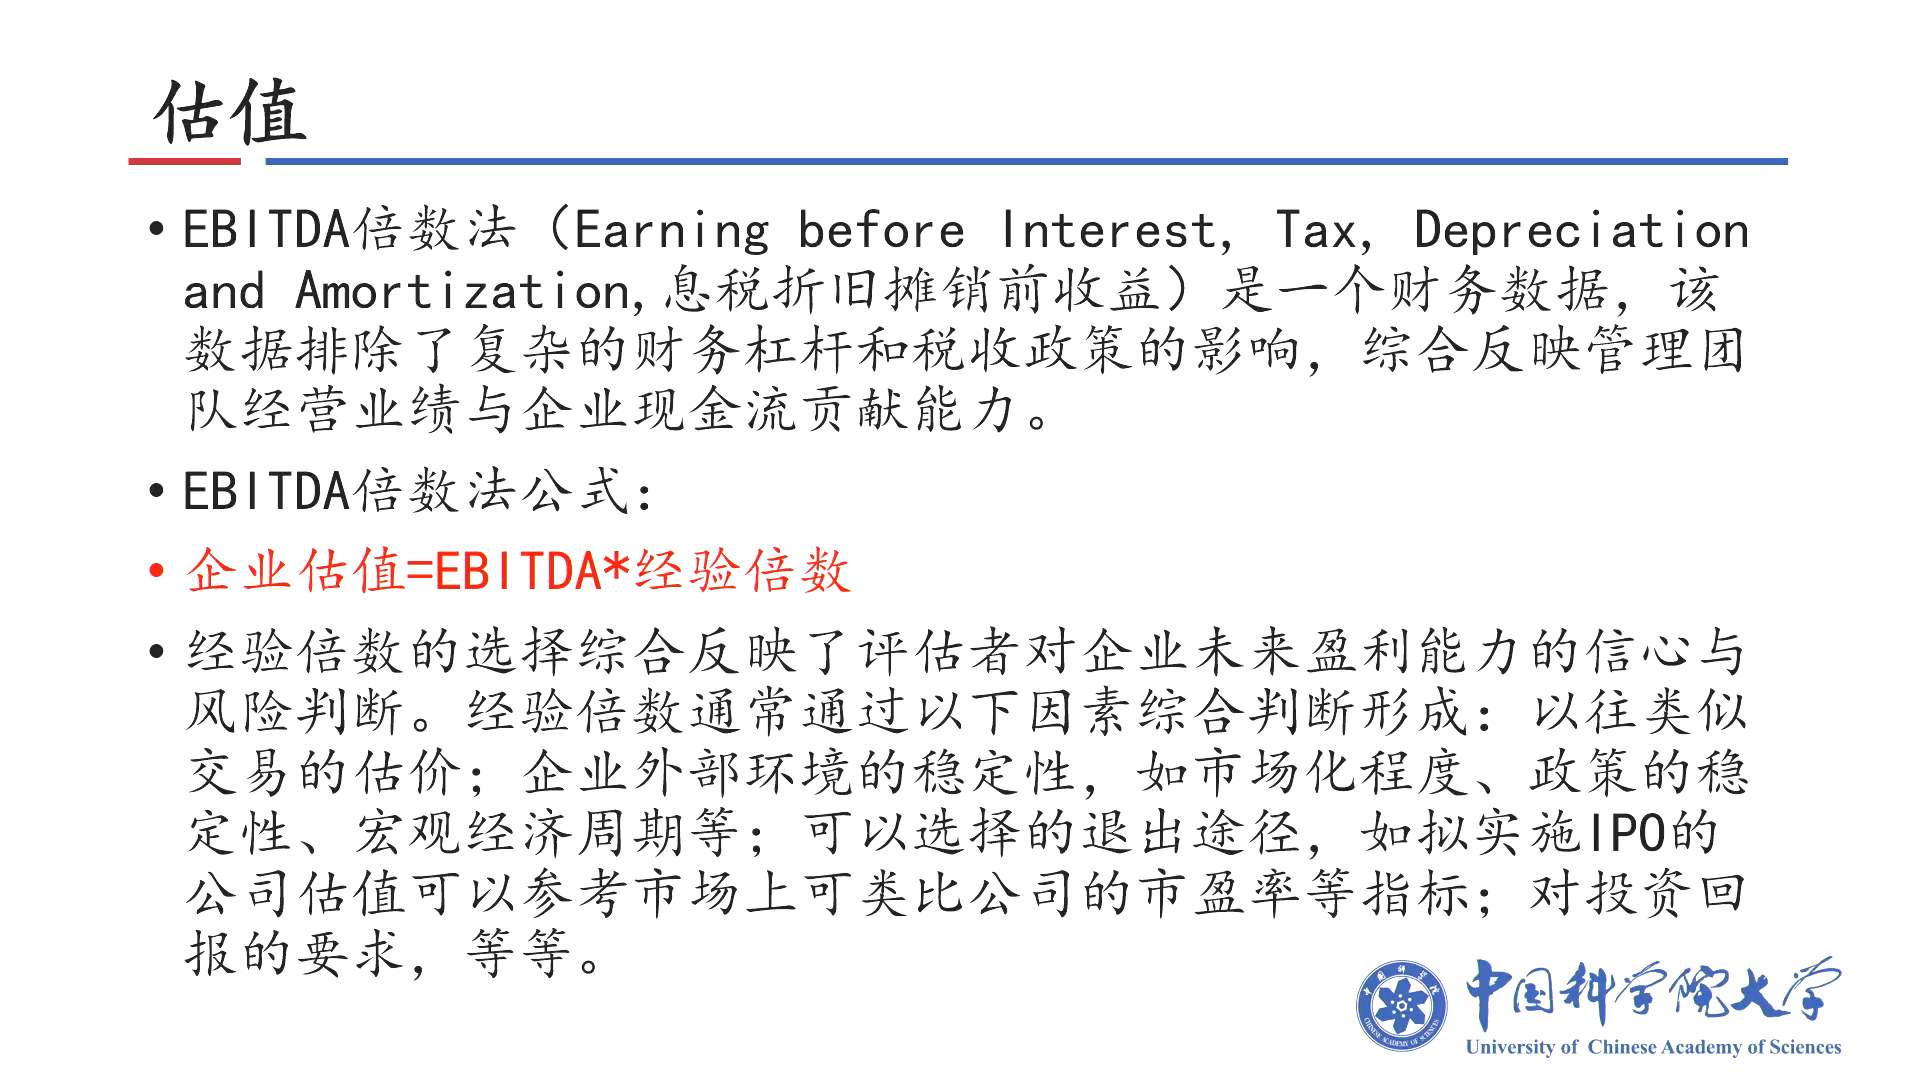 估值
• EBITDA倍数法（Earning before Interest, Tax, Depreciation
and Amortization,息税折旧摊销前收益）是一个财务数据，该
数据排除了复杂的财务杠杆和税收政策的影响，综合反映管理团
队经营业绩与企业现金流贡献能力。
• EBITDA倍数法公式：
• 企业估值=EBITDA*经验倍数
• 经验倍数的选择综合反映了评估者对企业未来盈利能力的信心与
风险判断。经验倍数通常通过以下因素综合判断形成：以往类似
交易的估价；企业外部环境的稳定性，如市场化程度、政策的稳
定性、宏观经济周期等；可以选择的退出途径，如拟实施IPO的
公司估值可以参考市场上可类比公司的市盈率等指标；对投资回
报的要求，等等。
中国科学院
CHINESE ACADEMY OF SCIENCES
中国科学院大学
University of Chinese Academy of Sciences